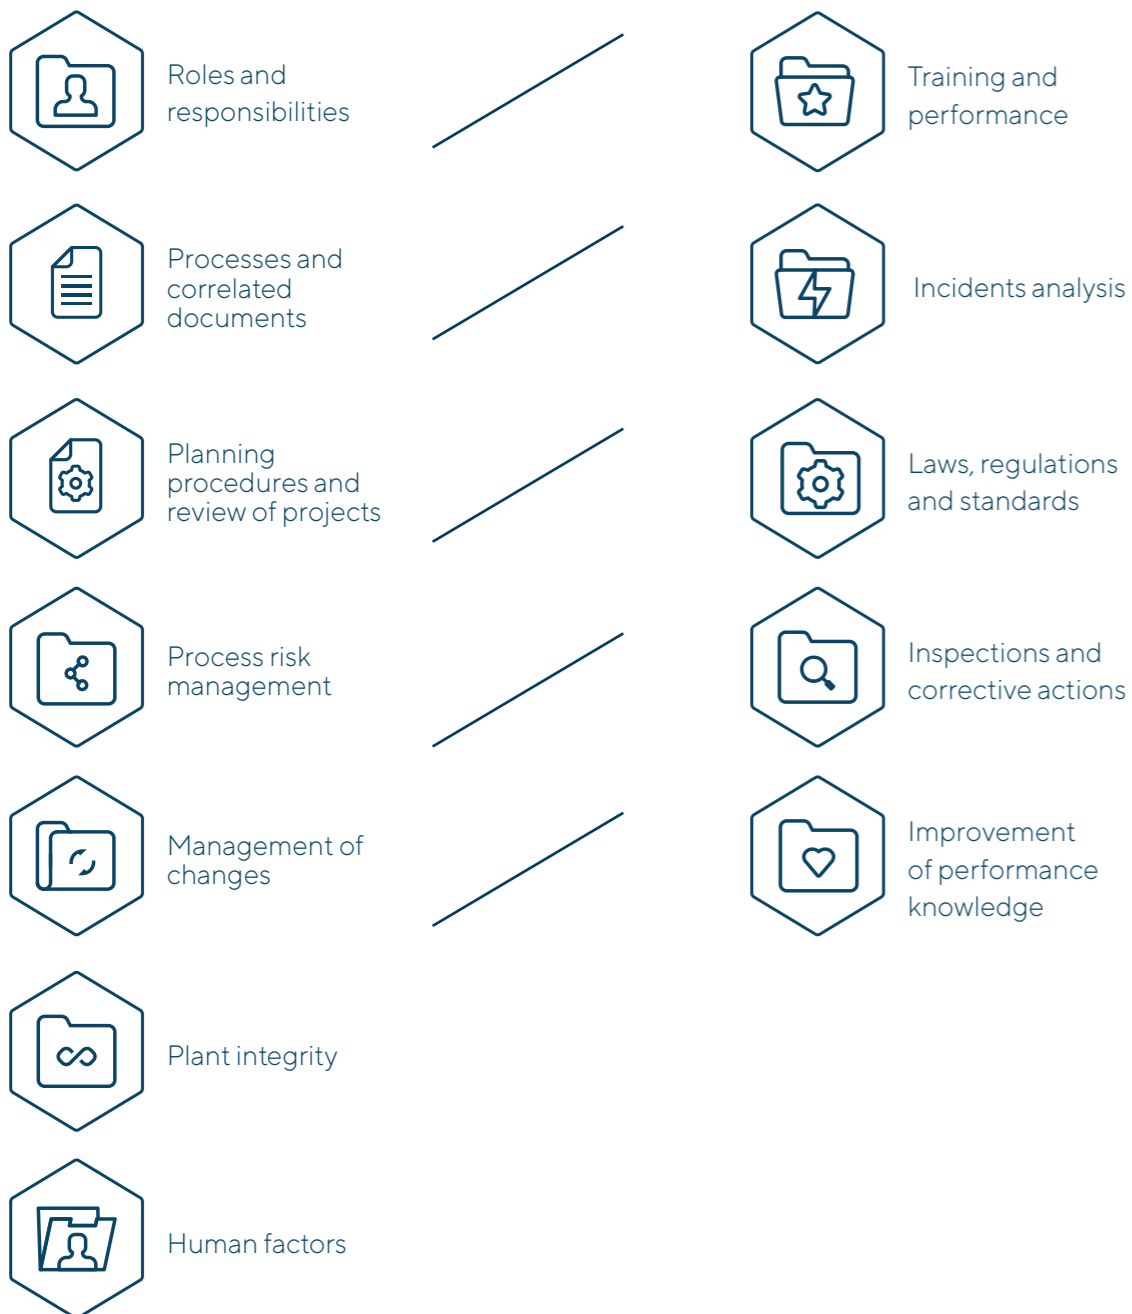 Roles and
responsibilities
Processes and
correlated
documents
Planning
procedures and
review of projects
Process risk
management
Management of
changes
Plant integrity
Human factors
Training and
performance
Incidents analysis
Laws, regulations
and standards
Inspections and
corrective actions
Improvement
of performance
knowledge